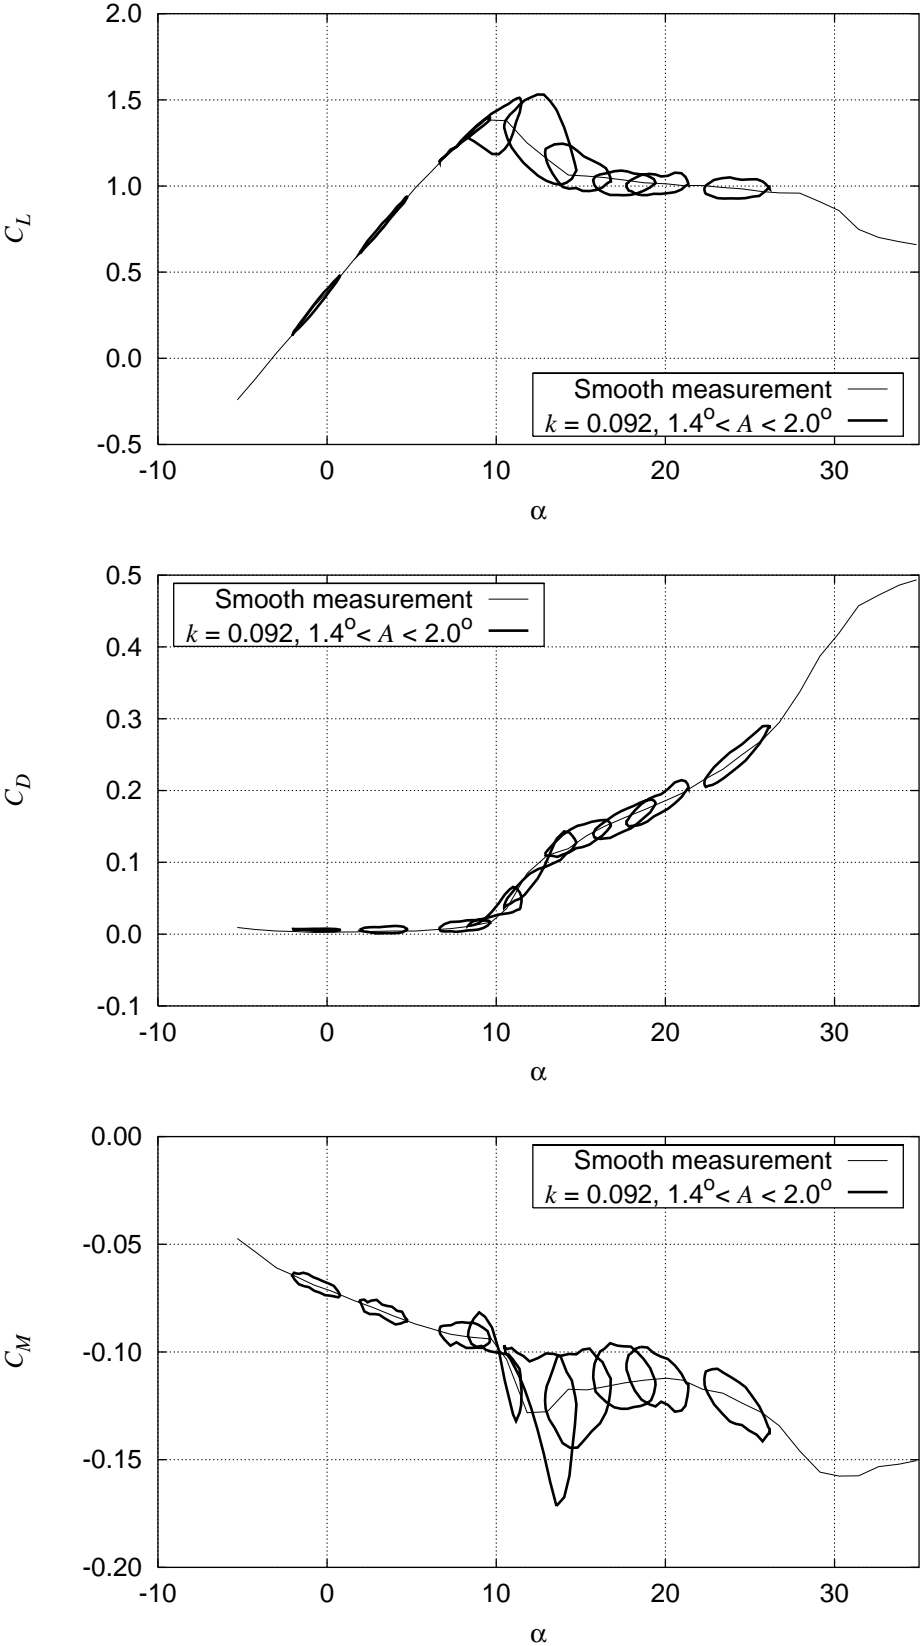 2.0
1.5
1.0
0.5
0.0
-0.5
C_L
Smooth measurement
k = 0.092, 1.4°< A < 2.0°
-10 0 10 20 30
α
0.5
0.4
0.3
0.2
0.1
0.0
-0.1
C_D
Smooth measurement
k = 0.092, 1.4°< A < 2.0°
-10 0 10 20 30
α
0.00
-0.05
-0.10
-0.15
-0.20
C_M
Smooth measurement
k = 0.092, 1.4°< A < 2.0°
-10 0 10 20 30
α